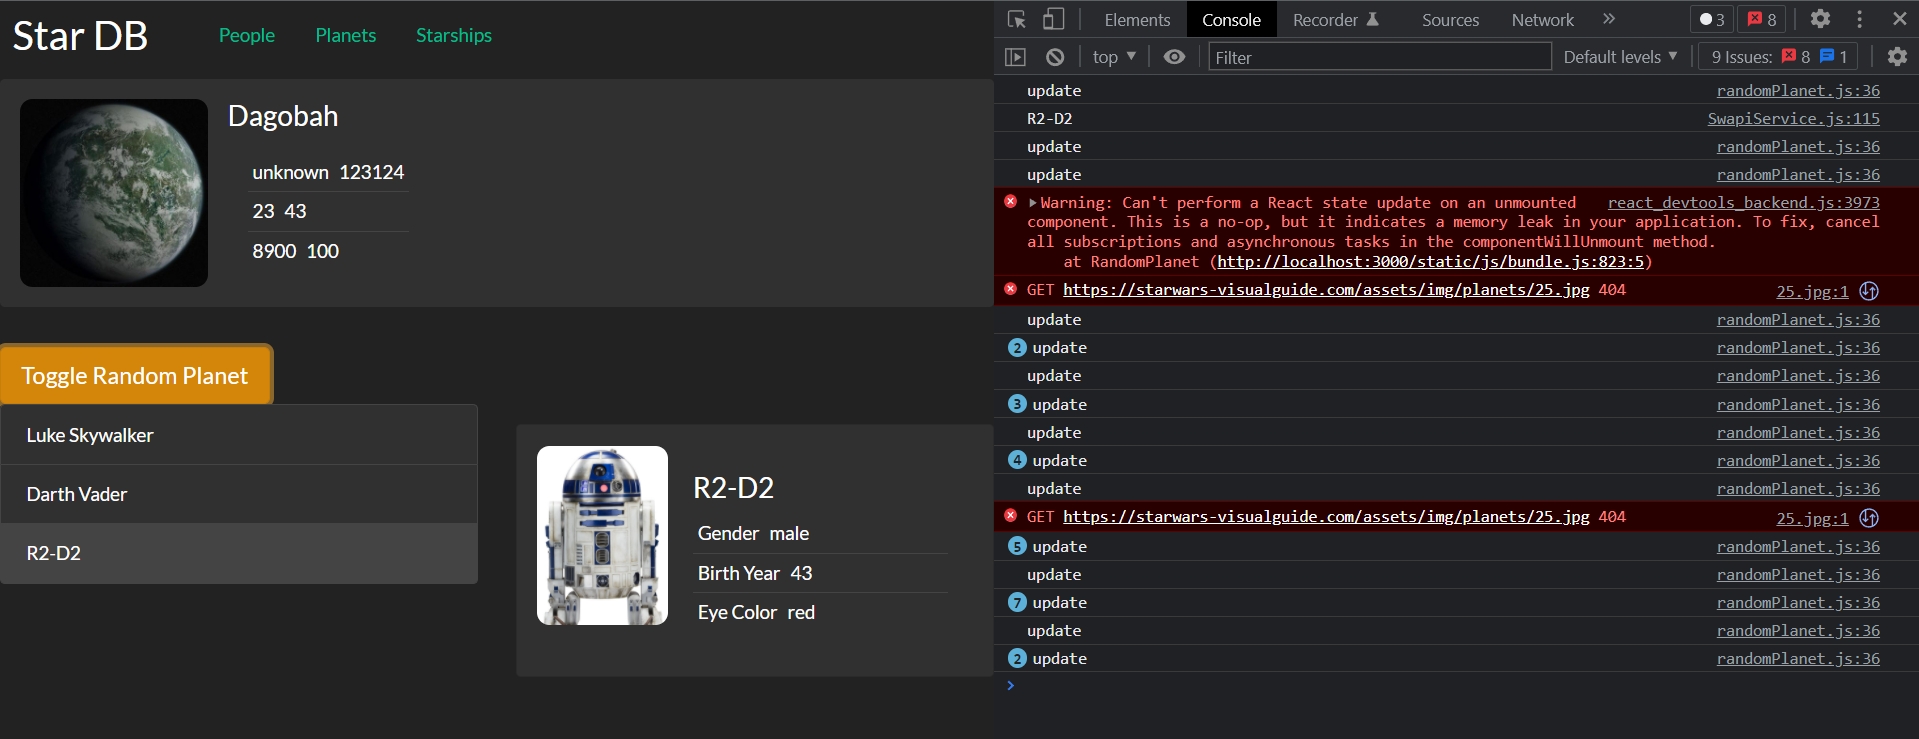 Star DB People Planets Starships
Dagobah
unknown 123124
23 43
8900 100
Toggle Random Planet
Luke Skywalker
Darth Vader
R2-D2
R2-D2
Gender male
Birth Year 43
Eye Color red
Elements Console Recorder Sources Network » 3 8
top ▼ Filter Default levels ▼ 9 Issues: 8 1
update randomPlanet.js:36
R2-D2 SwapiService.js:115
update randomPlanet.js:36
update randomPlanet.js:36
Warning: Can't perform a React state update on an unmounted react_devtools_backend.js:3973
component. This is a no-op, but it indicates a memory leak in your application. To fix, cancel
all subscriptions and asynchronous tasks in the componentWillUnmount method.
at RandomPlanet (http://localhost:3000/static/js/bundle.js:823:5)
GET https://starwars-visualguide.com/assets/img/planets/25.jpg 404 25.jpg:1
update randomPlanet.js:36
2 update randomPlanet.js:36
update randomPlanet.js:36
3 update randomPlanet.js:36
update randomPlanet.js:36
4 update randomPlanet.js:36
update randomPlanet.js:36
GET https://starwars-visualguide.com/assets/img/planets/25.jpg 404 25.jpg:1
5 update randomPlanet.js:36
update randomPlanet.js:36
7 update randomPlanet.js:36
update randomPlanet.js:36
2 update randomPlanet.js:36